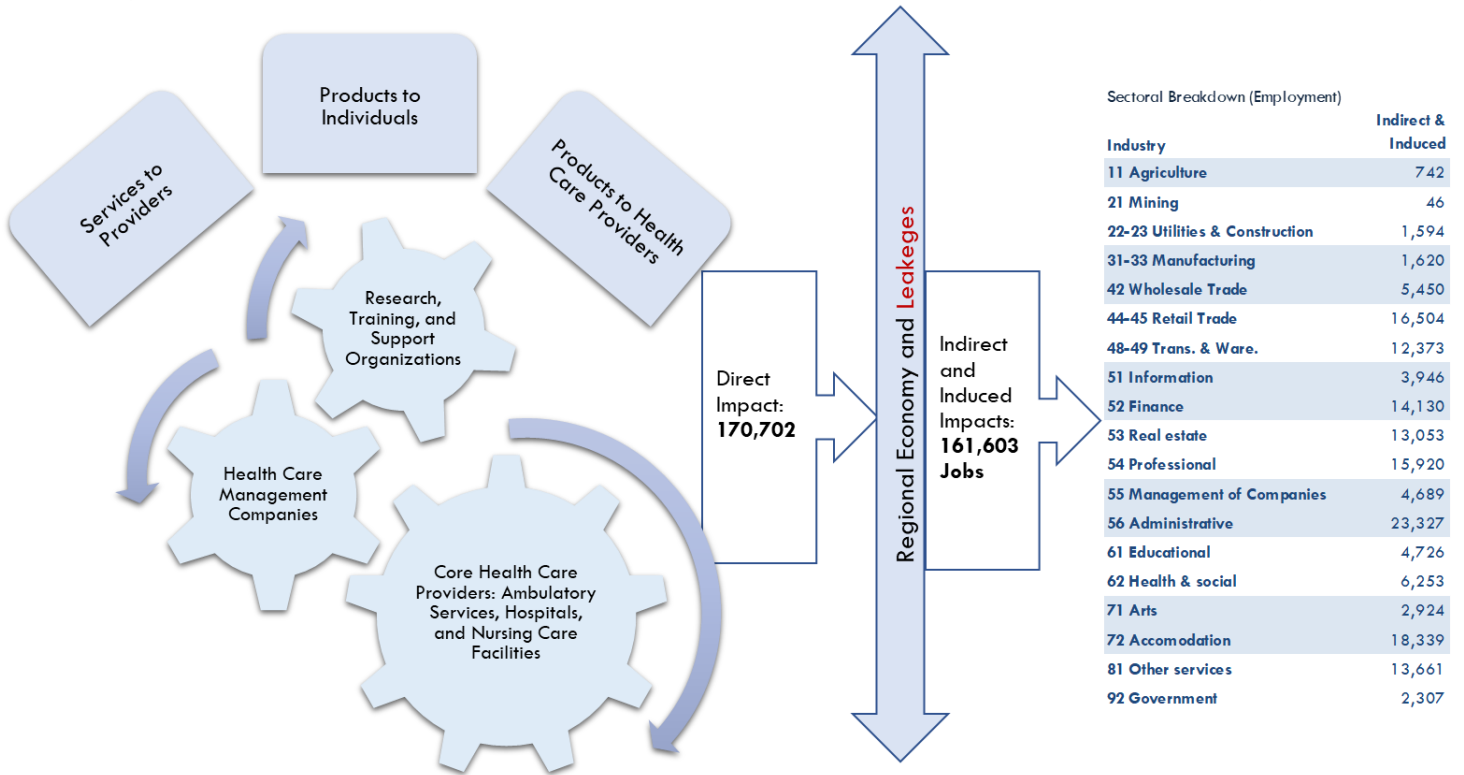 Services to
Providers
Products to
Individuals
Products to Health
Care Providers
Research,
Training, and
Support
Organizations
Health Care
Management
Companies
Core Health Care
Providers: Ambulatory
Services, Hospitals,
and Nursing Care
Facilities
Direct
Impact:
170,702
Regional Economy and Leakeges
Indirect
and
Induced
Impacts:
161,603
Jobs
Sectoral Breakdown (Employment)
Indirect &
Industry Induced
11 Agriculture 742
21 Mining 46
22-23 Utilities & Construction 1,594
31-33 Manufacturing 1,620
42 Wholesale Trade 5,450
44-45 Retail Trade 16,504
48-49 Trans. & Ware. 12,373
51 Information 3,946
52 Finance 14,130
53 Real estate 13,053
54 Professional 15,920
55 Management of Companies 4,689
56 Administrative 23,327
61 Educational 4,726
62 Health & social 6,253
71 Arts 2,924
72 Accomodation 18,339
81 Other services 13,661
92 Government 2,307